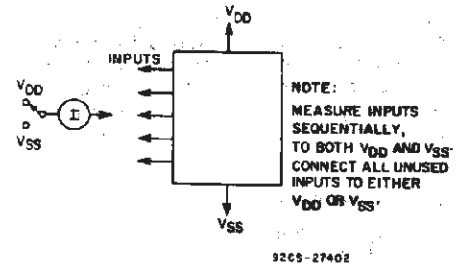 VDD
INPUTS
VDD
I
VSS
NOTE:
MEASURE INPUTS
SEQUENTIALLY,
TO BOTH VDD AND VSS.
CONNECT ALL UNUSED
INPUTS TO EITHER
VDD OR VSS.
VSS
92CS-27402